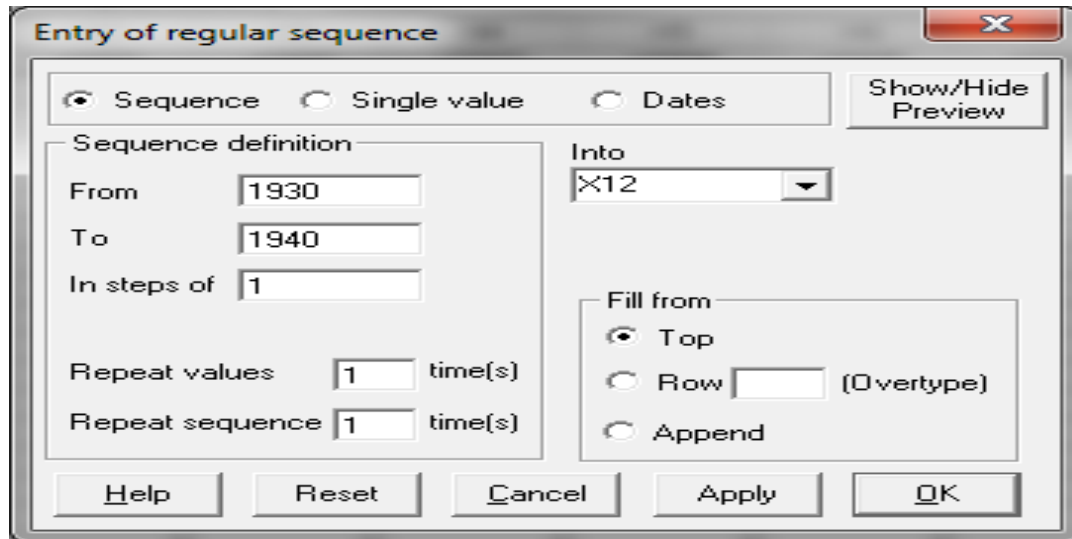 Entry of regular sequence
Sequence Single value Dates
Show/Hide
Preview
Sequence definition
From 1930
To 1940
In steps of 1
Repeat values 1 time(s)
Repeat sequence 1 time(s)
Into
X12
Fill from
Top
Row (Overtype)
Append
Help Reset Cancel Apply OK